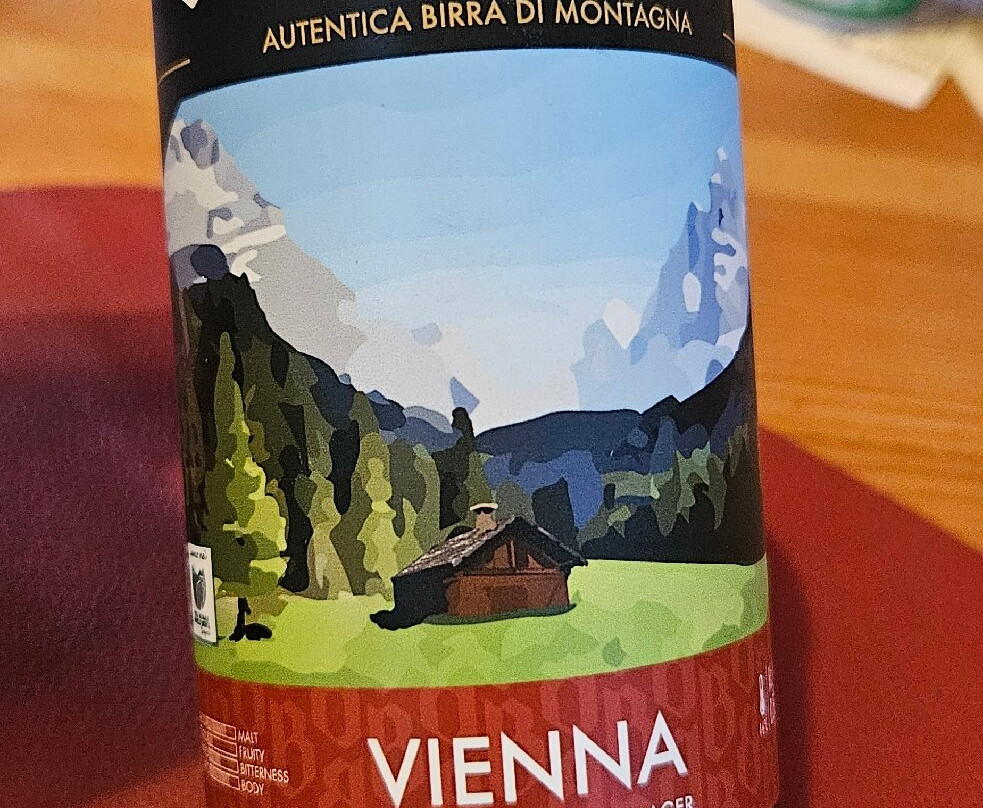 AUTENTICA BIRRA DI MONTAGNA
MALT
FRUITY
BITTERNESS
BODY
VIENNA